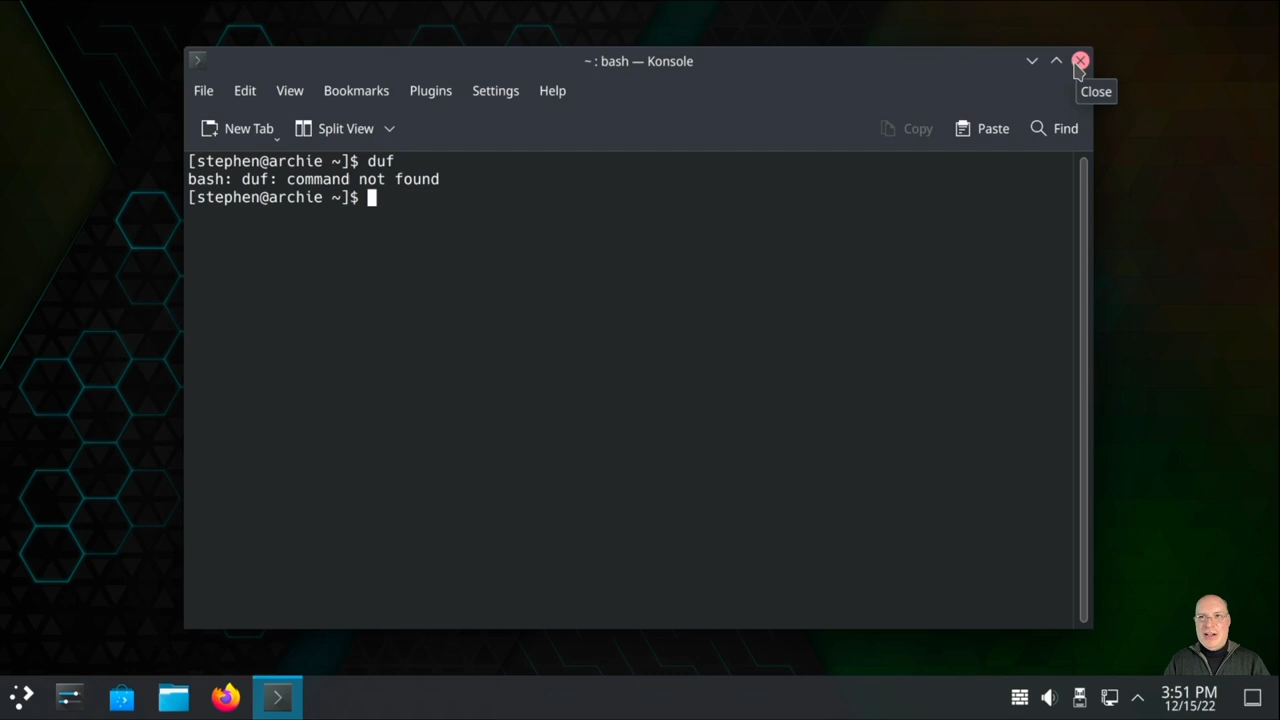 ~ : bash — Konsole
Close
File Edit View Bookmarks Plugins Settings Help
New Tab Split View Copy Paste Find
[stephen@archie ~]$ duf
bash: duf: command not found
[stephen@archie ~]$
3:51 PM
12/15/22